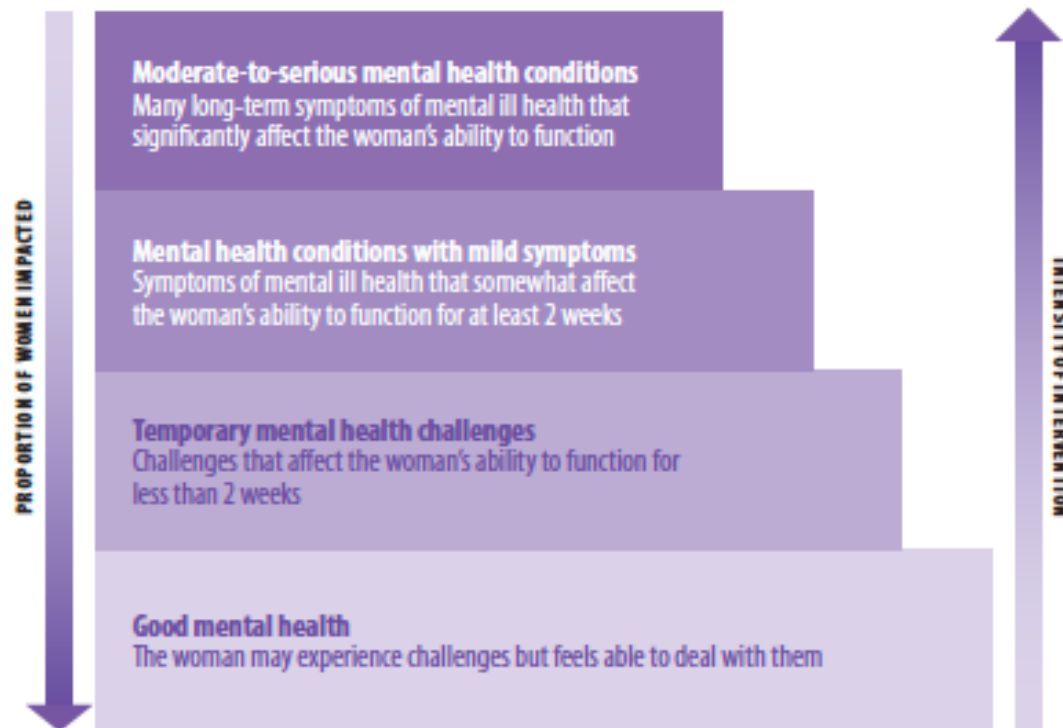 Moderate-to-serious mental health conditions
Many long-term symptoms of mental ill health that
significantly affect the woman's ability to function
Mental health conditions with mild symptoms
Symptoms of mental ill health that somewhat affect
the woman's ability to function for at least 2 weeks
Temporary mental health challenges
Challenges that affect the woman's ability to function for
less than 2 weeks
Good mental health
The woman may experience challenges but feels able to deal with them
PROPORTION OF WOMEN IMPACTED
INTENSITY OF INTERVENTION